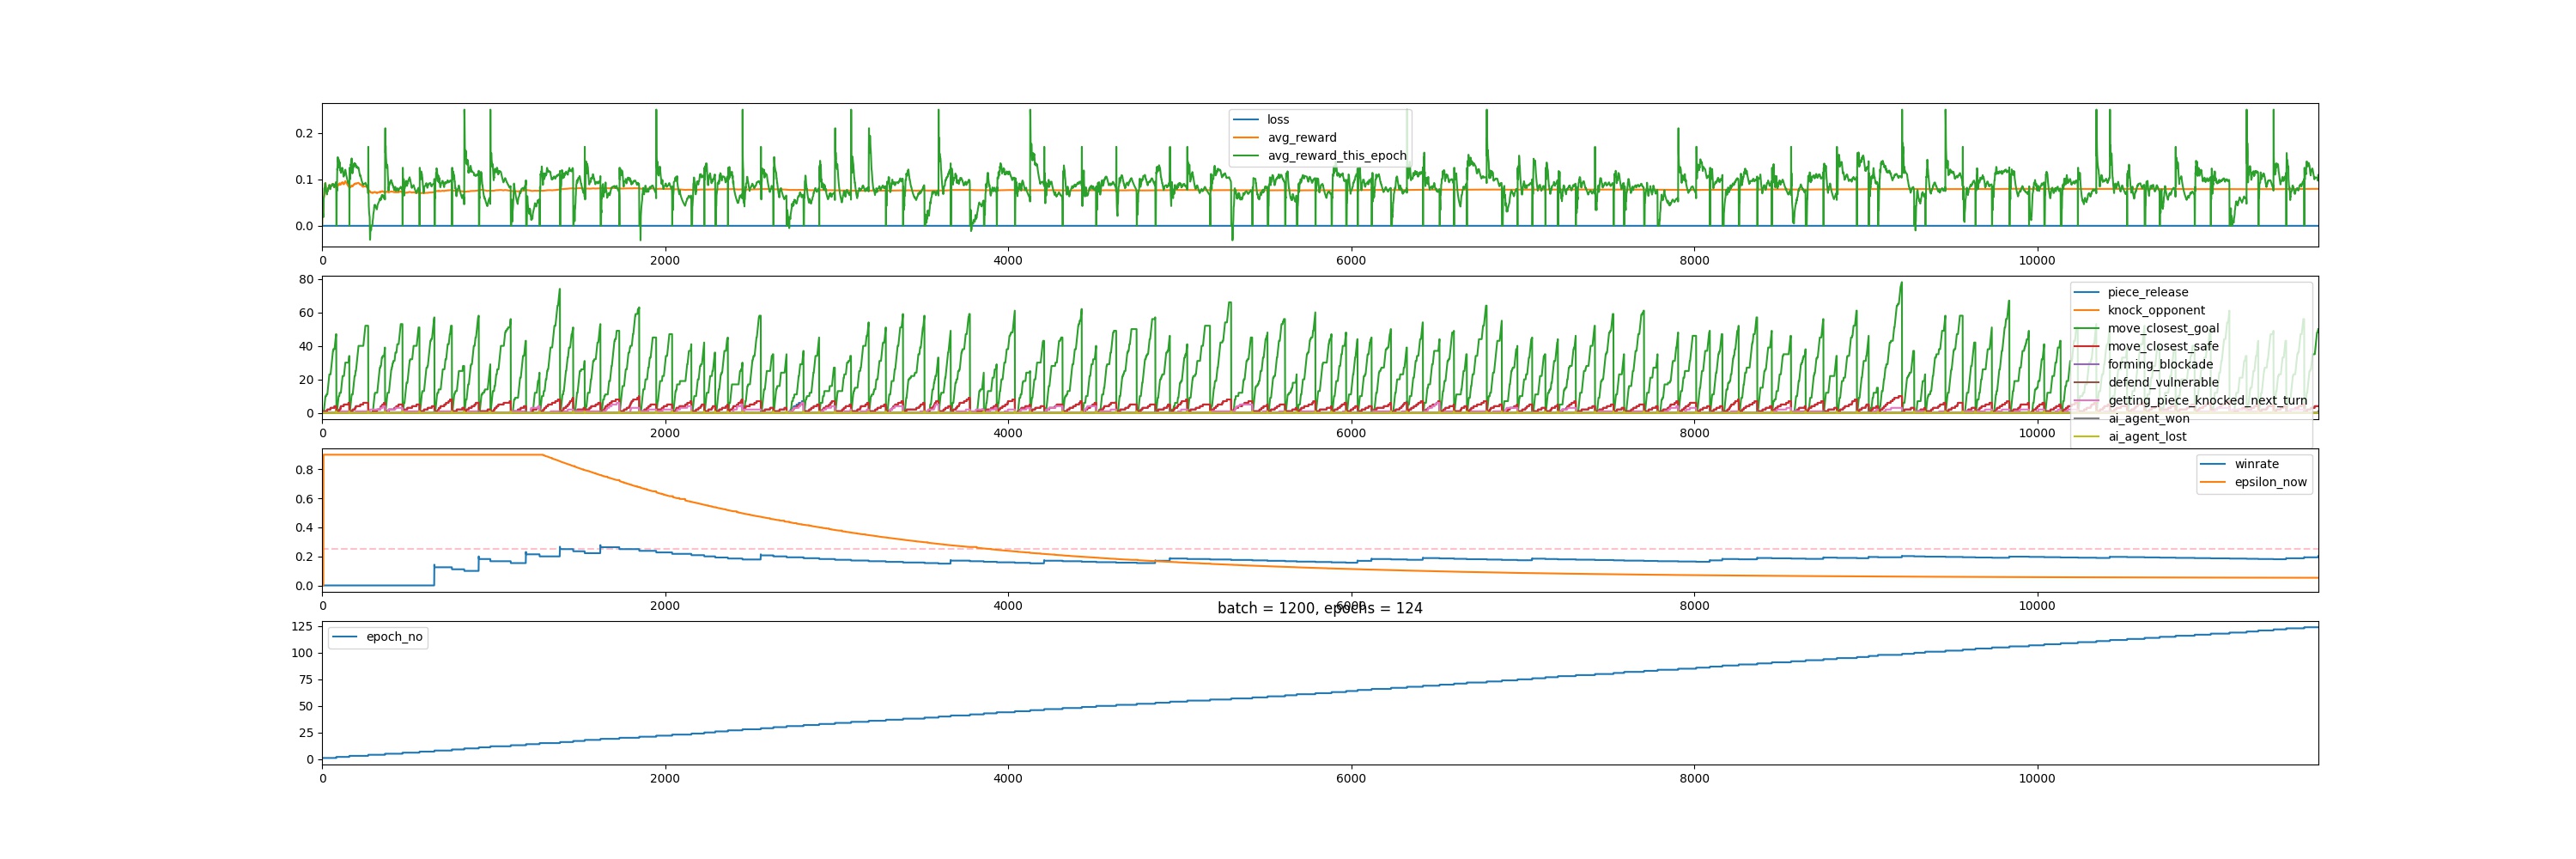 0.2
0.1
0.0
loss
avg_reward
avg_reward_this_epoch
0 2000 4000 6000 8000 10000
80
60
40
20
0
piece_release
knock_opponent
move_closest_goal
move_closest_safe
forming_blockade
defend_vulnerable
getting_piece_knocked_next_turn
ai_agent_won
ai_agent_lost
0 2000 4000 6000 8000 10000
0.8
0.6
0.4
0.2
0.0
winrate
epsilon_now
0 2000 4000 6000 8000 10000
batch = 1200, epochs = 124
125
100
75
50
25
0
epoch_no
0 2000 4000 6000 8000 10000